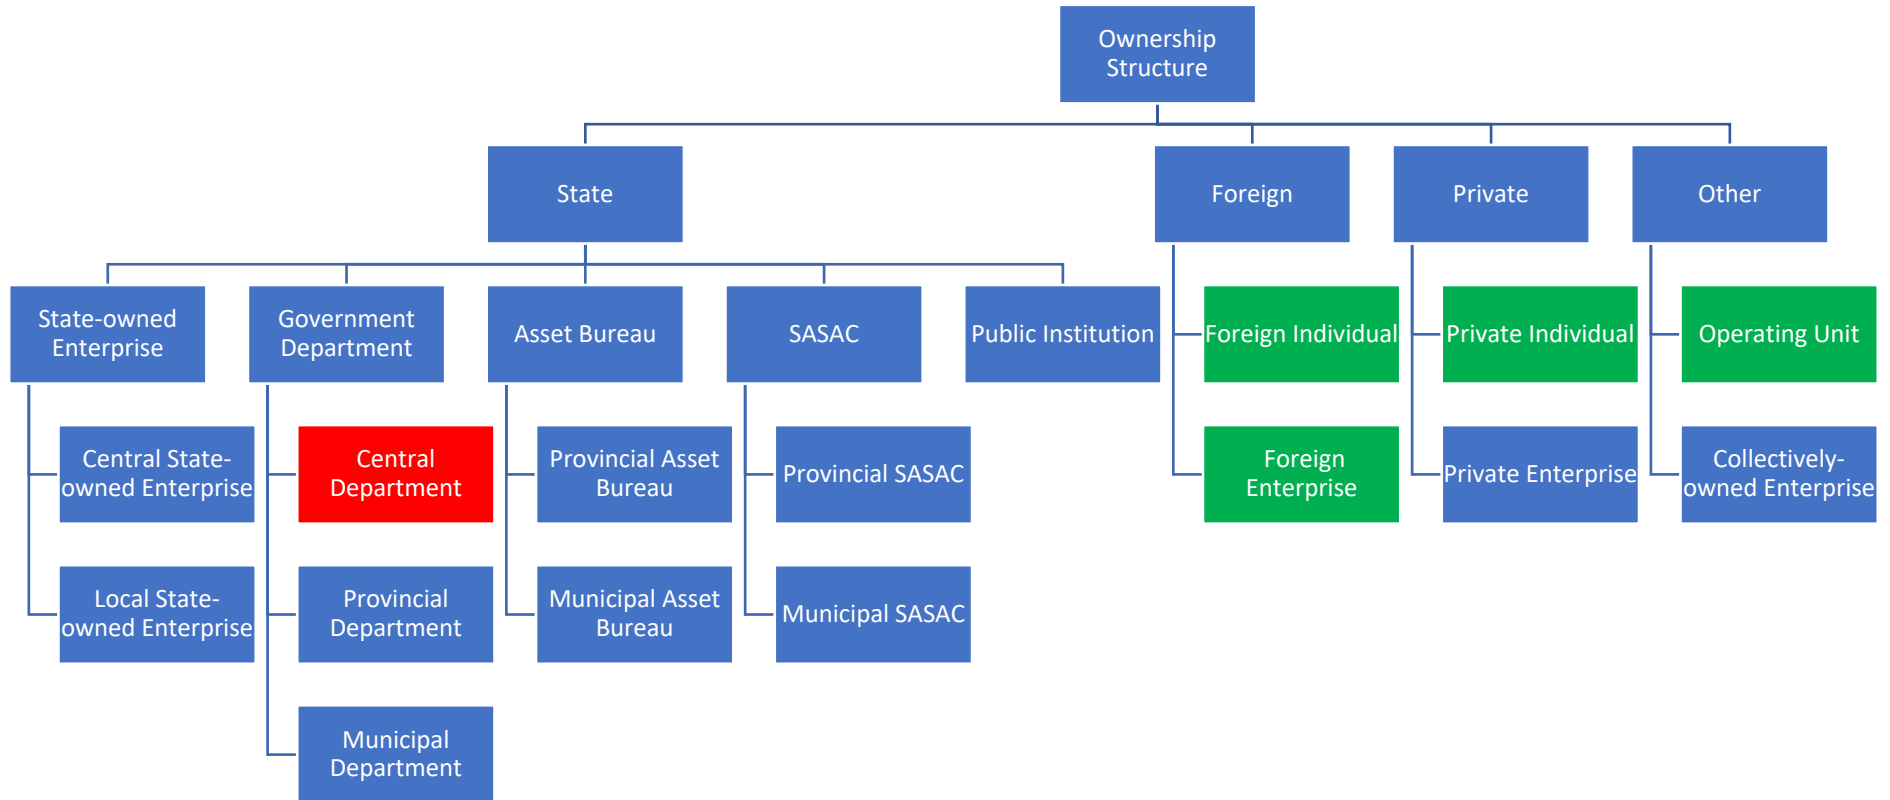 Ownership
Structure
State
Foreign
Private
Other
State-owned
Enterprise
Government
Department
Asset Bureau
SASAC
Public Institution
Foreign Individual
Private Individual
Operating Unit
Central State-
owned Enterprise
Central
Department
Provincial Asset
Bureau
Provincial SASAC
Foreign
Enterprise
Private Enterprise
Collectively-
owned Enterprise
Local State-
owned Enterprise
Provincial
Department
Municipal Asset
Bureau
Municipal SASAC
Municipal
Department